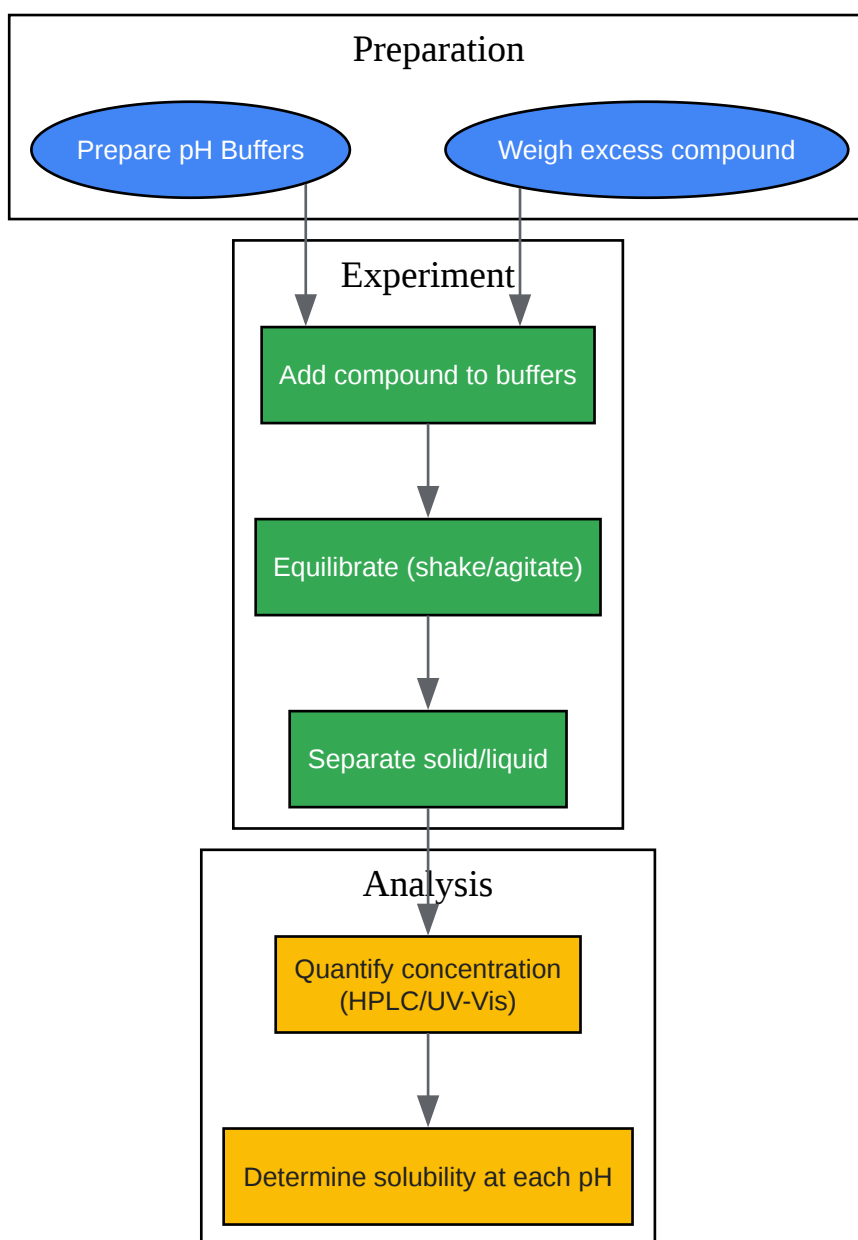 Preparation
Prepare pH Buffers
Weigh excess compound
Experiment
Add compound to buffers
Equilibrate (shake/agitate)
Separate solid/liquid
Analysis
Quantify concentration
(HPLC/UV-Vis)
Determine solubility at each pH